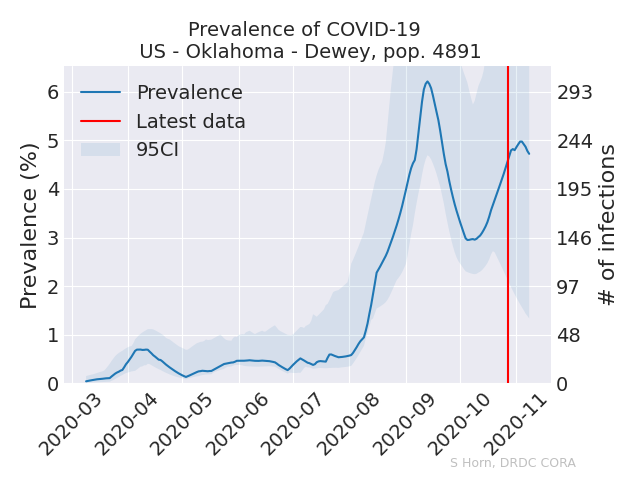 Prevalence of COVID-19
US - Oklahoma - Dewey, pop. 4891
Prevalence
Latest data
95CI
Prevalence (%)
6
5
4
3
2
1
0
293
244
195
146
97
48
0
# of infections
2020-03
2020-04
2020-05
2020-06
2020-07
2020-08
2020-09
2020-10
2020-11
S Horn, DRDC CORA